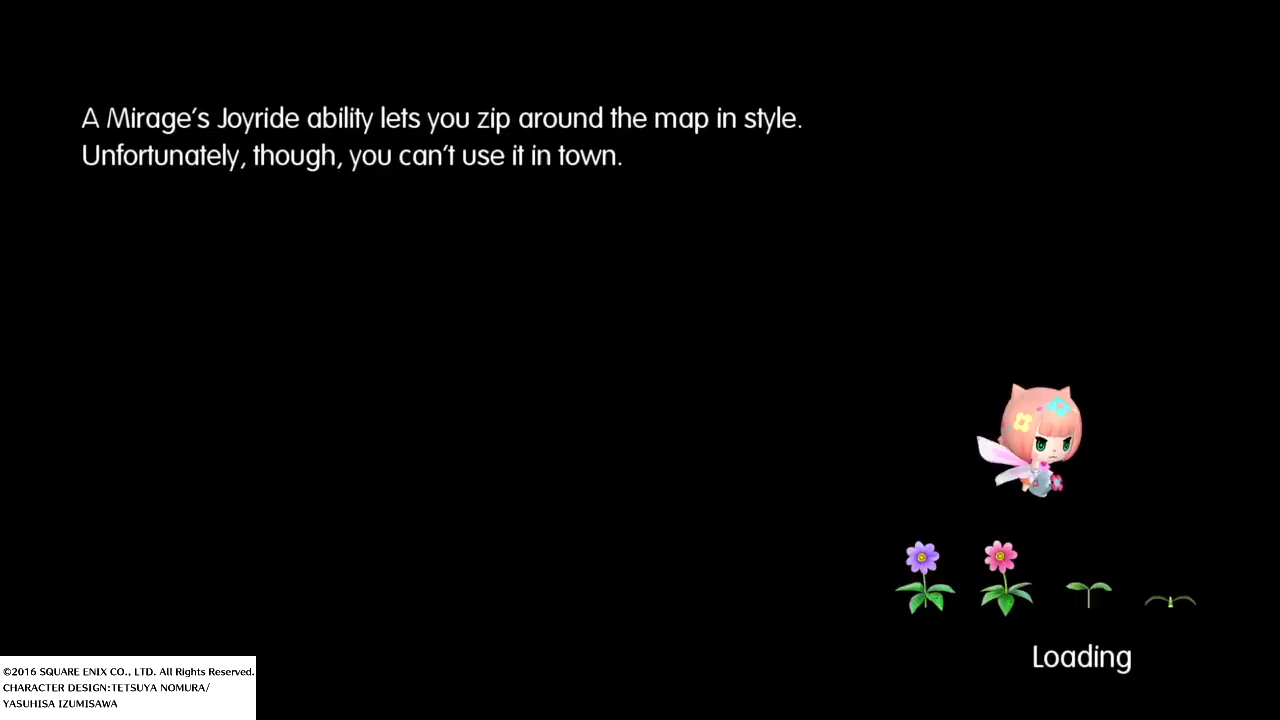 A Mirage's Joyride ability lets you zip around the map in style.
Unfortunately, though, you can't use it in town.
Loading
©2016 SQUARE ENIX CO., LTD. All Rights Reserved.
CHARACTER DESIGN:TETSUYA NOMURA/
YASUHISA IZUMISAWA